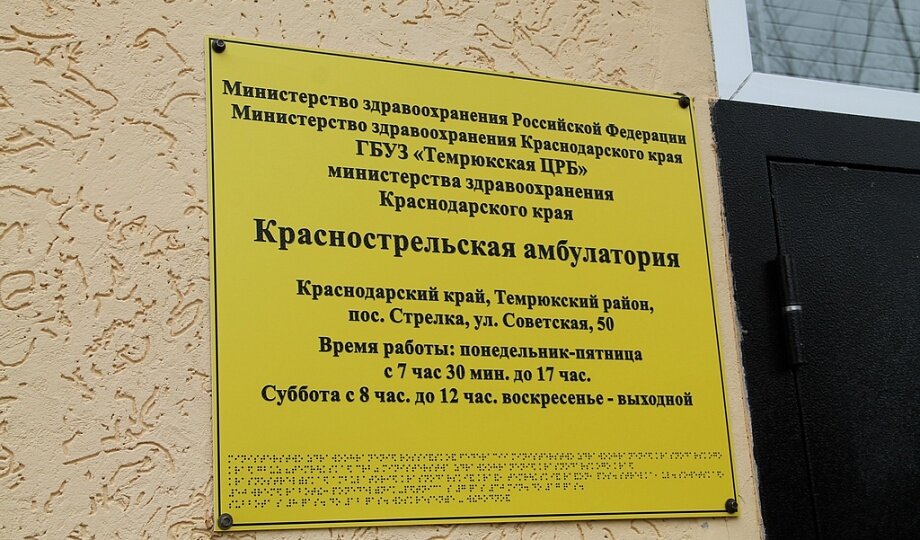 Министерство здравоохранения Российской Федерации
Министерство здравоохранения Краснодарского края
ГБУЗ «Темрюкская ЦРБ»
министерства здравоохранения
Краснодарского края
Краснострельская амбулатория
Краснодарский край, Темрюкский район,
пос. Стрелка, ул. Советская, 50
Время работы: понедельник-пятница
с 7 час 30 мин. до 17 час.
Суббота с 8 час. до 12 час. воскресенье - выходной